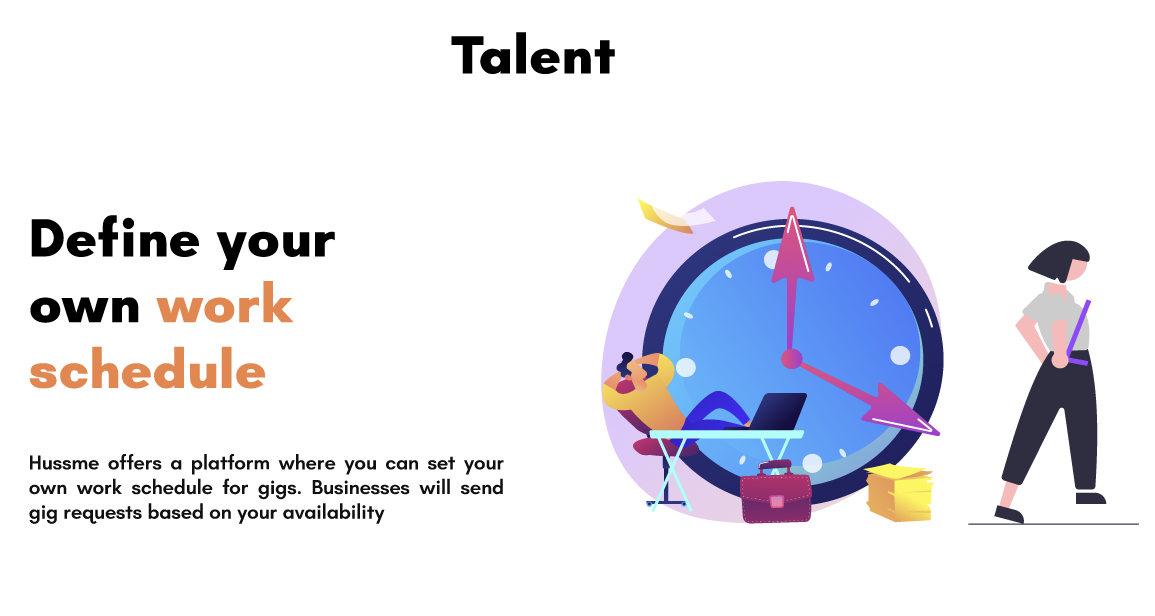 Talent
Define your
own work
schedule
Hussme offers a platform where you can set your
own work schedule for gigs. Businesses will send
gig requests based on your availability